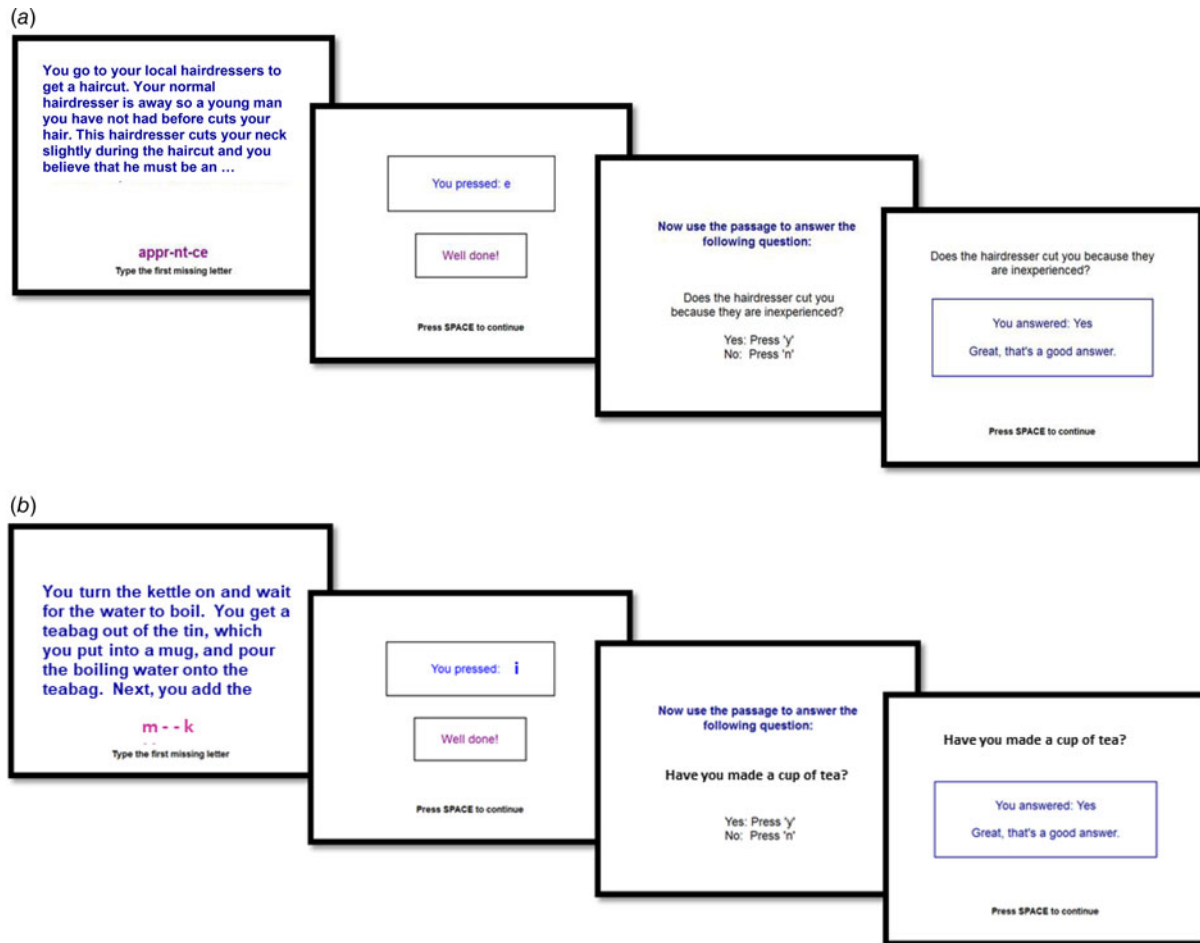 (a)
You go to your local hairdressers to
get a haircut. Your normal
hairdresser is away so a young man
you have not had before cuts your
hair. This hairdresser cuts your neck
slightly during the haircut and you
believe that he must be an …
appr-nt-ce
Type the first missing letter
You pressed: e
Well done!
Press SPACE to continue
Now use the passage to answer the
following question:
Does the hairdresser cut you
because they are inexperienced?
Yes: Press 'y'
No: Press 'n'
Does the hairdresser cut you because they
are inexperienced?
You answered: Yes
Great, that's a good answer.
Press SPACE to continue
(b)
You turn the kettle on and wait
for the water to boil. You get a
teabag out of the tin, which
you put into a mug, and pour
the boiling water onto the
teabag. Next, you add the
m - - k
Type the first missing letter
You pressed: i
Well done!
Press SPACE to continue
Now use the passage to answer the
following question:
Have you made a cup of tea?
Yes: Press 'y'
No: Press 'n'
Have you made a cup of tea?
You answered: Yes
Great, that's a good answer.
Press SPACE to continue